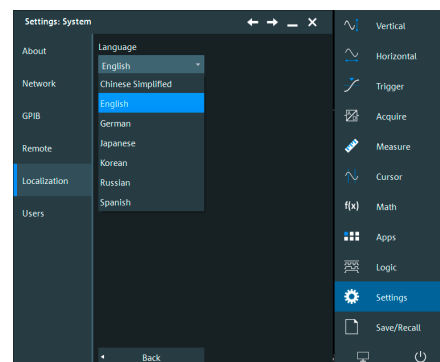 Settings: System
About
Network
GPIB
Remote
Localization
Users
Language
English
Chinese Simplified
English
German
Japanese
Korean
Russian
Spanish
Back
Vertical
Horizontal
Trigger
Acquire
Measure
Cursor
f(x) Math
Apps
Logic
Settings
Save/Recall